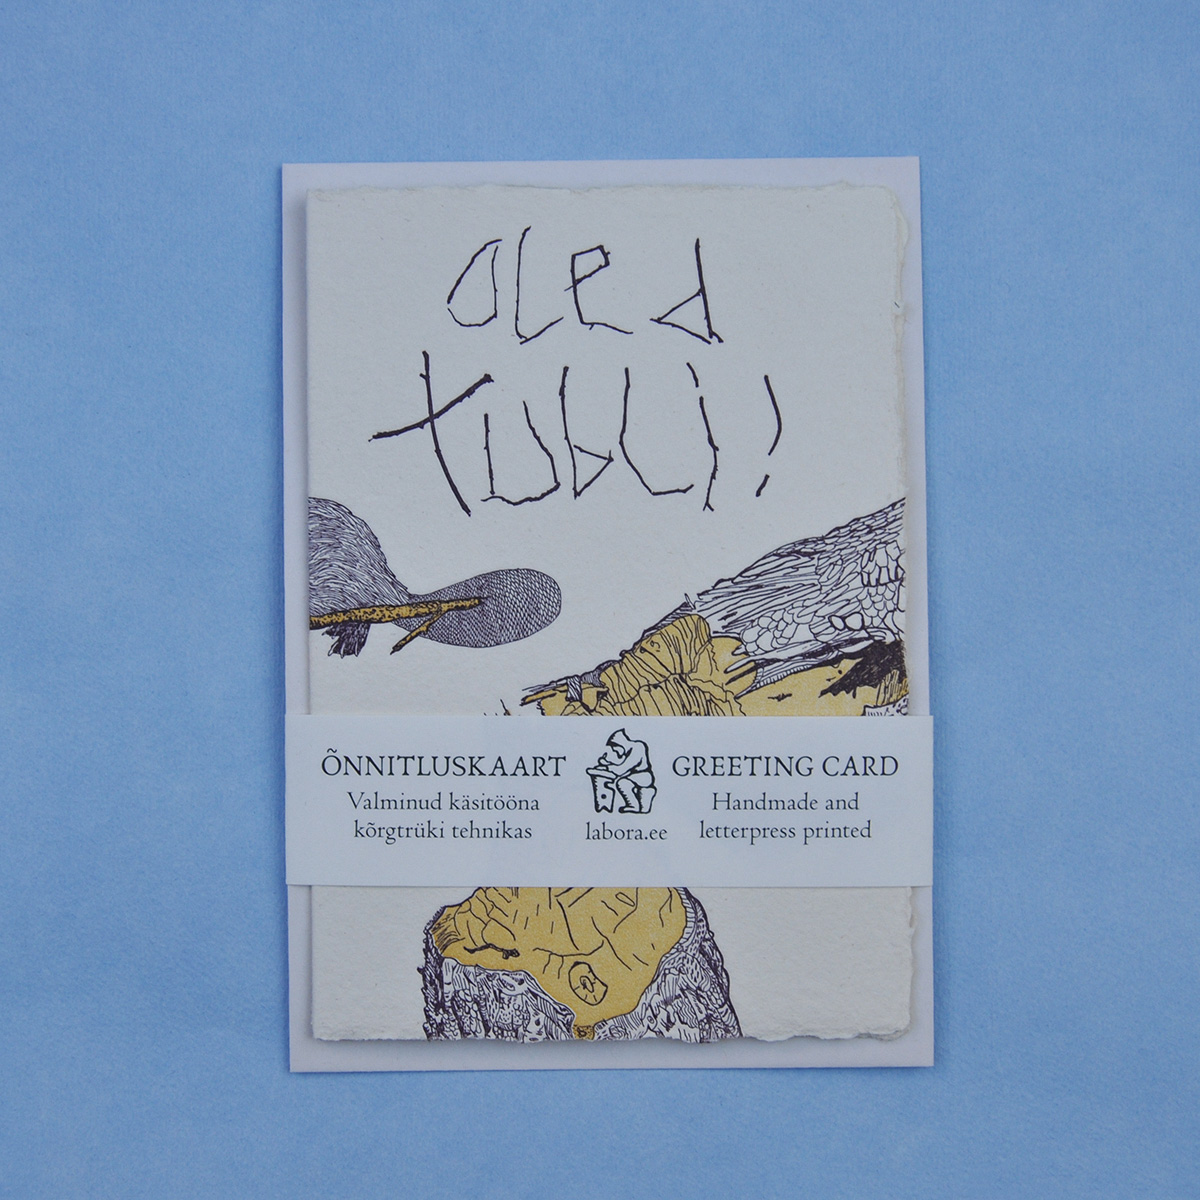 oled
tubli!
ÕNNITLUSKAART
Valminud käsitööna
kõrgtrüki tehnikas
labora.ee
GREETING CARD
Handmade and
letterpress printed